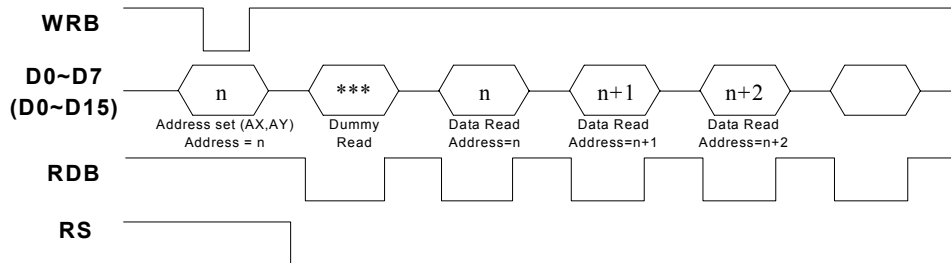 WRB
D0~D7
(D0~D15)
n
***
n
n+1
n+2
Address set (AX,AY)
Address = n
Dummy
Read
Data Read
Address=n
Data Read
Address=n+1
Data Read
Address=n+2
RDB
RS